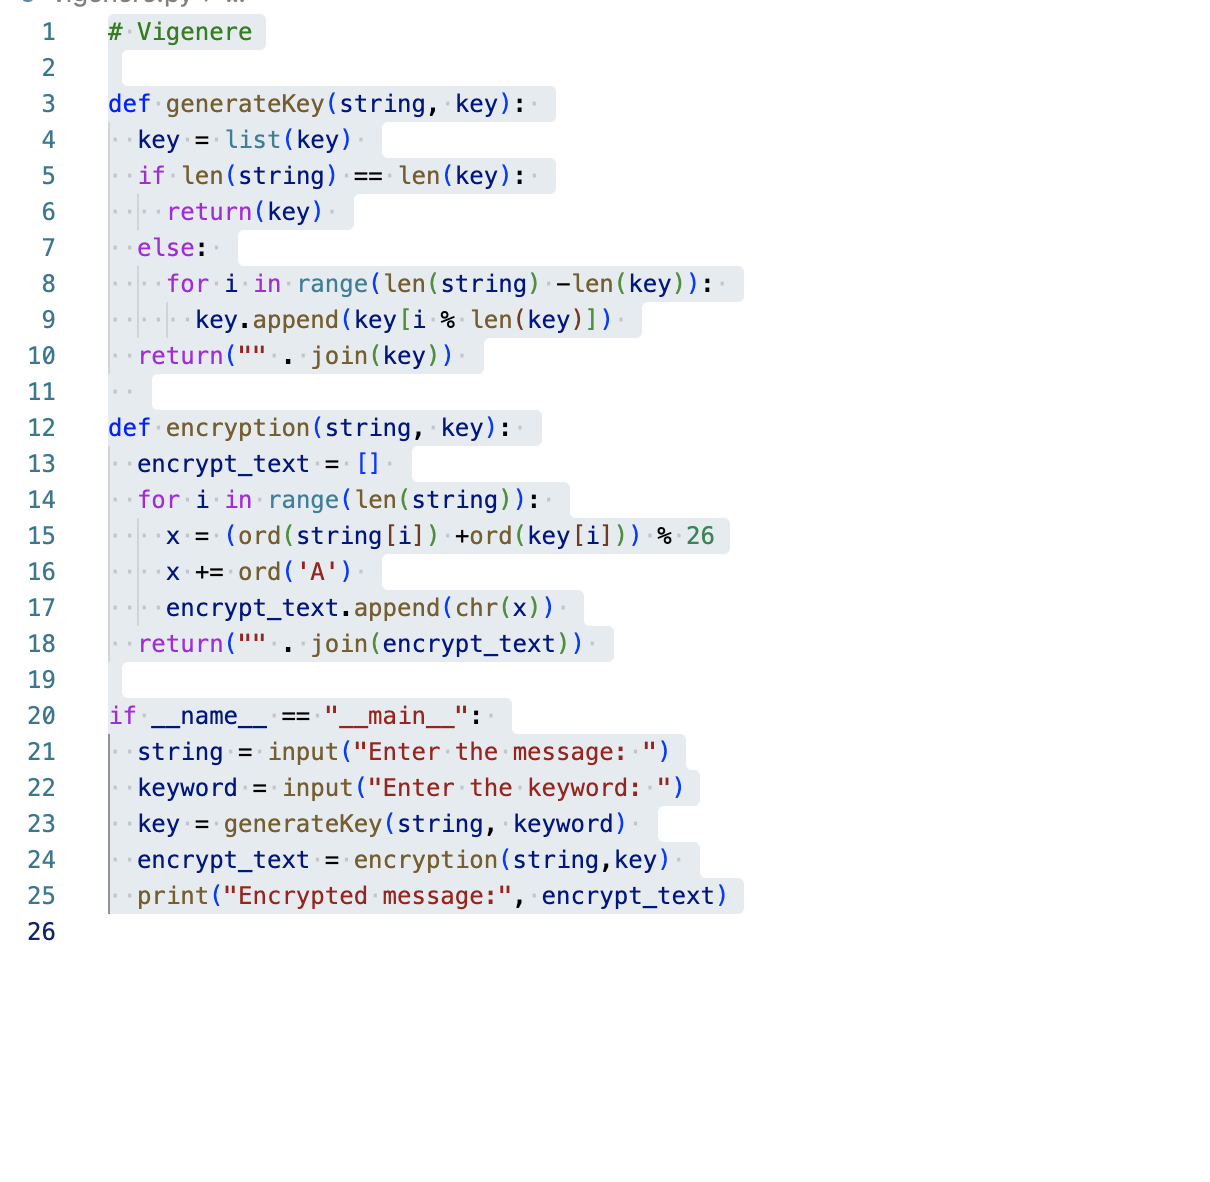 1 # Vigenere
2
3 def generateKey(string, key):
4   key = list(key)
5   if len(string) == len(key):
6     return(key)
7   else:
8     for i in range(len(string) -len(key)):
9       key.append(key[i % len(key)])
10   return("" . join(key))
11
12 def encryption(string, key):
13   encrypt_text = []
14   for i in range(len(string)):
15     x = (ord(string[i]) +ord(key[i])) % 26
16     x += ord('A')
17     encrypt_text.append(chr(x))
18   return("" . join(encrypt_text))
19
20 if __name__ == "__main__":
21   string = input("Enter the message: ")
22   keyword = input("Enter the keyword: ")
23   key = generateKey(string, keyword)
24   encrypt_text = encryption(string,key)
25   print("Encrypted message:", encrypt_text)
26